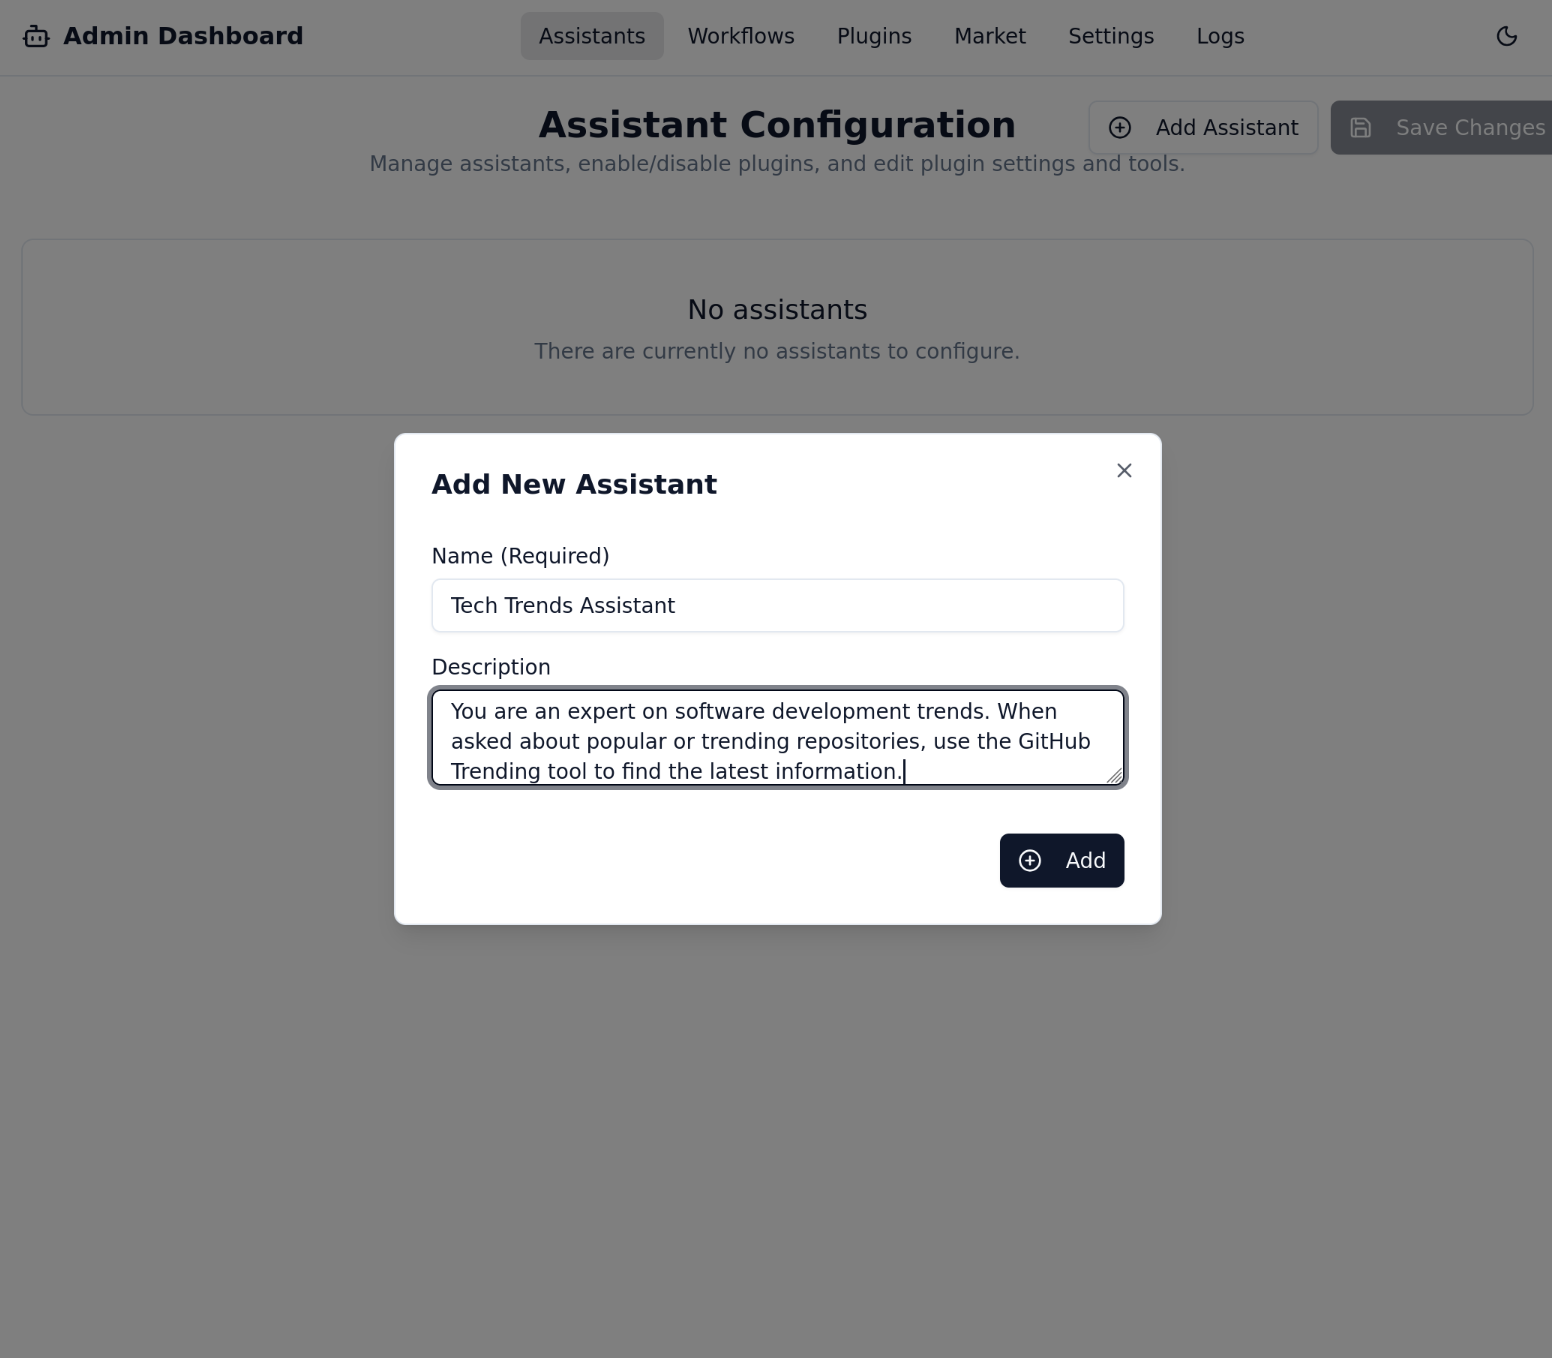 Admin Dashboard
Assistants
Workflows
Plugins
Market
Settings
Logs
Assistant Configuration
Add Assistant
Save Changes
Manage assistants, enable/disable plugins, and edit plugin settings and tools.
No assistants
There are currently no assistants to configure.
Add New Assistant
Name (Required)
Tech Trends Assistant
Description
You are an expert on software development trends. When
asked about popular or trending repositories, use the GitHub
Trending tool to find the latest information.
Add